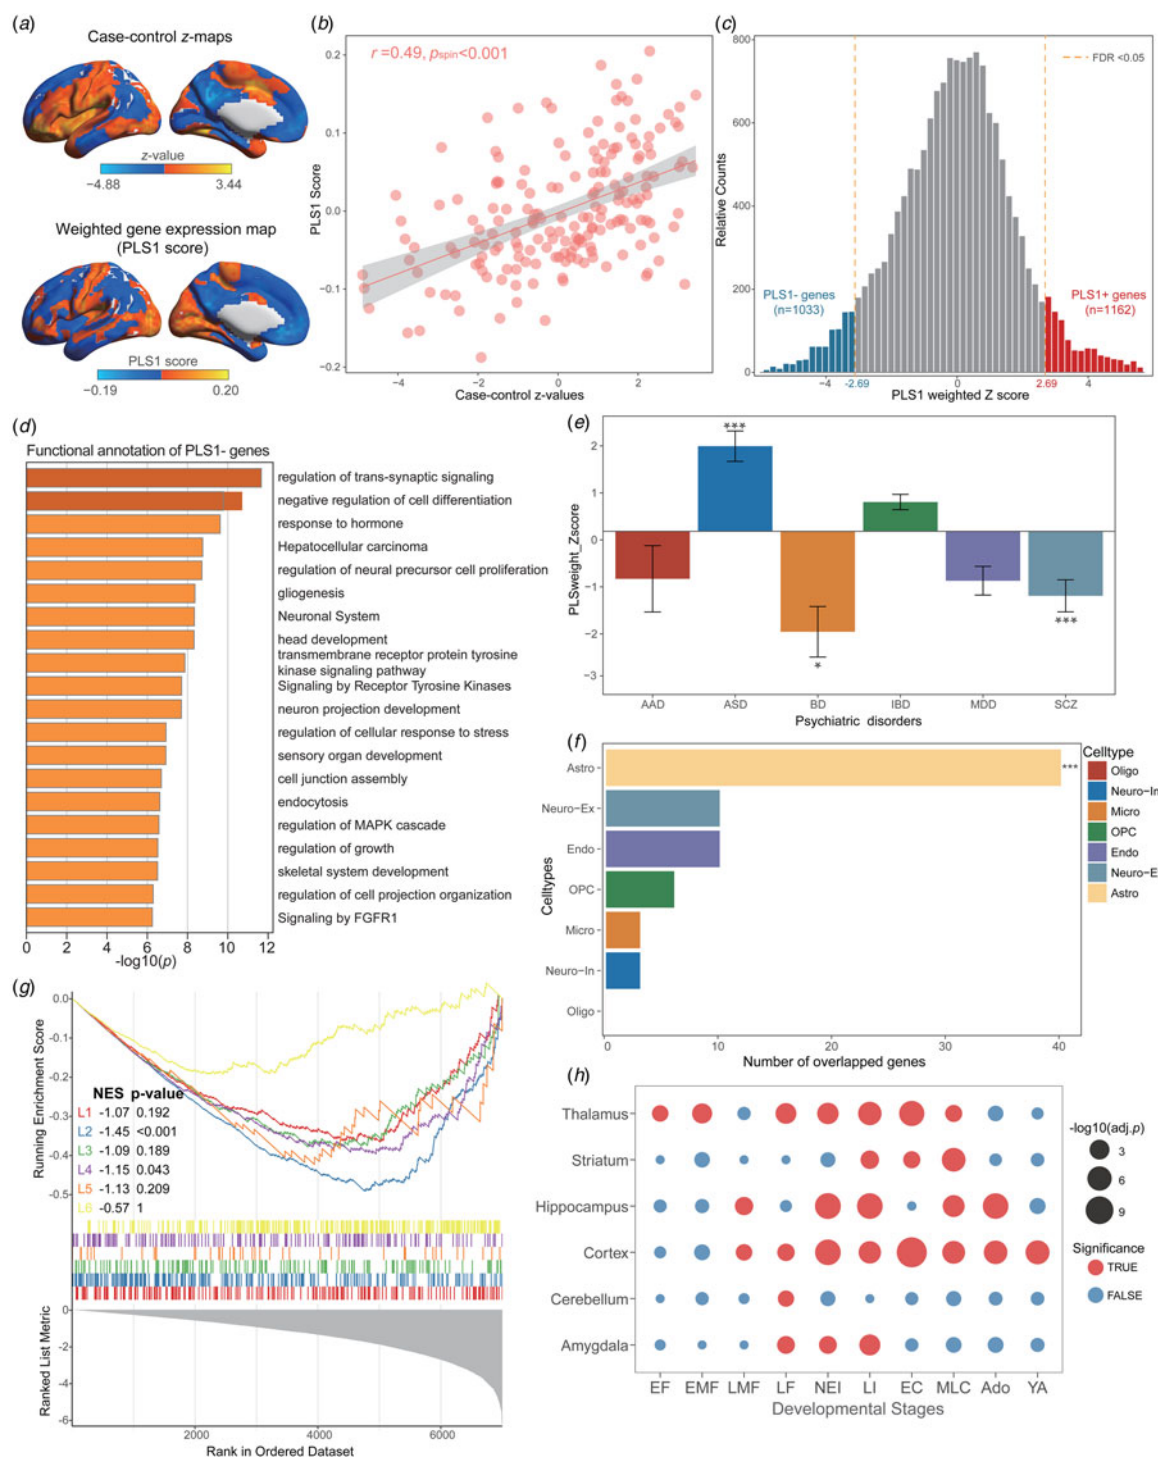 (a)
Case-control z-maps
z-value
−4.88 3.44
Weighted gene expression map
(PLS1 score)
PLS1 score
−0.19 0.20
(b)
r =0.49, pspin<0.001
0.2
0.1
0.0
−0.1
−0.2
PLS1 Score
−4 −2 0 2
Case-control z-values
(c)
800
600
400
200
0
Relative Counts
FDR <0.05
PLS1- genes
(n=1033)
PLS1+ genes
(n=1162)
−4 -2.69 0 2.69 4
PLS1 weighted Z score
(d)
Functional annotation of PLS1- genes
regulation of trans-synaptic signaling
negative regulation of cell differentiation
response to hormone
Hepatocellular carcinoma
regulation of neural precursor cell proliferation
gliogenesis
Neuronal System
head development
transmembrane receptor protein tyrosine
kinase signaling pathway
Signaling by Receptor Tyrosine Kinases
neuron projection development
regulation of cellular response to stress
sensory organ development
cell junction assembly
endocytosis
regulation of MAPK cascade
regulation of growth
skeletal system development
regulation of cell projection organization
Signaling by FGFR1
0 2 4 6 8 10 12
-log10(p)
(e)
2
1
0
−1
−2
−3
PLSweight_Zscore
***
*
***
AAD ASD BD IBD MDD SCZ
Psychiatric disorders
(f)
Astro
Neuro−Ex
Endo
OPC
Micro
Neuro−In
Oligo
Celltypes
***
0 10 20 30 40
Number of overlapped genes
Celltype
Oligo
Neuro−In
Micro
OPC
Endo
Neuro−E
Astro
(g)
0.0
-0.1
-0.2
-0.3
-0.4
-0.5
Running Enrichment Score
NES p-value
L1 -1.07 0.192
L2 -1.45 <0.001
L3 -1.09 0.189
L4 -1.15 0.043
L5 -1.13 0.209
L6 -0.57 1
0
-2
-4
-6
Ranked List Metric
2000 4000 6000
Rank in Ordered Dataset
(h)
Thalamus
Striatum
Hippocampus
Cortex
Cerebellum
Amygdala
EF EMF LMF LF NEI LI EC MLC Ado YA
Developmental Stages
-log10(adj.p)
3
6
9
Significance
TRUE
FALSE